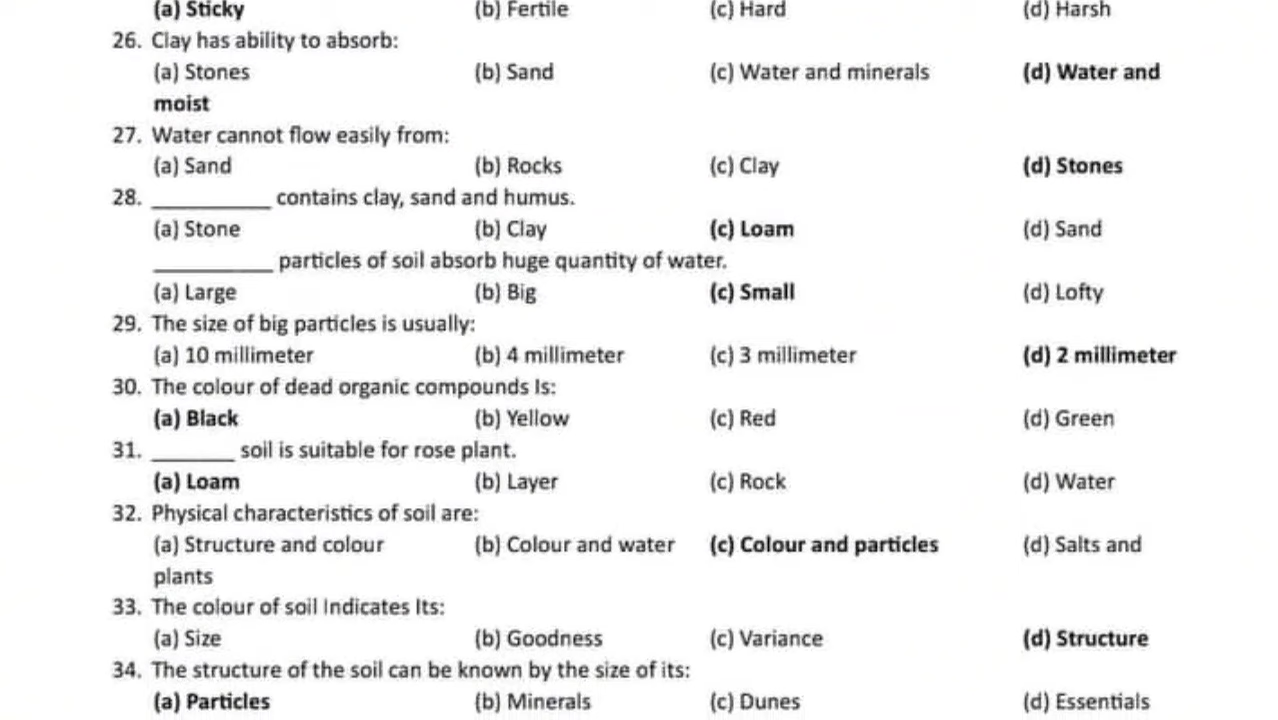 (a) Sticky (b) Fertile (c) Hard (d) Harsh
26. Clay has ability to absorb:
(a) Stones (b) Sand (c) Water and minerals (d) Water and
moist
27. Water cannot flow easily from:
(a) Sand (b) Rocks (c) Clay (d) Stones
28. __________ contains clay, sand and humus.
(a) Stone (b) Clay (c) Loam (d) Sand
__________ particles of soil absorb huge quantity of water.
(a) Large (b) Big (c) Small (d) Lofty
29. The size of big particles is usually:
(a) 10 millimeter (b) 4 millimeter (c) 3 millimeter (d) 2 millimeter
30. The colour of dead organic compounds Is:
(a) Black (b) Yellow (c) Red (d) Green
31. _______ soil is suitable for rose plant.
(a) Loam (b) Layer (c) Rock (d) Water
32. Physical characteristics of soil are:
(a) Structure and colour (b) Colour and water (c) Colour and particles (d) Salts and
plants
33. The colour of soil Indicates Its:
(a) Size (b) Goodness (c) Variance (d) Structure
34. The structure of the soil can be known by the size of its:
(a) Particles (b) Minerals (c) Dunes (d) Essentials